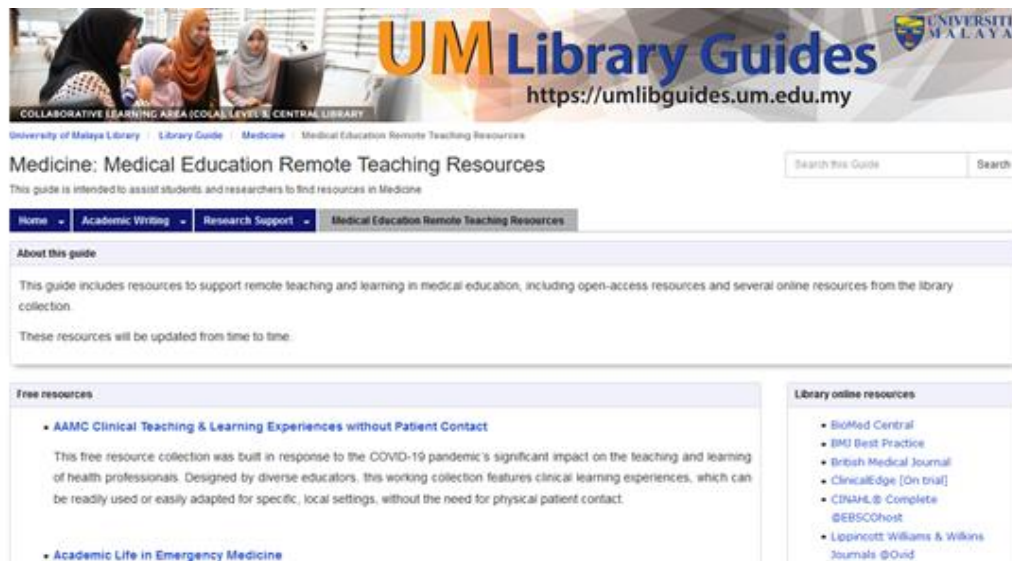 UM Library Guides
UNIVERSITI
MALAYA
https://umlibguides.um.edu.my
COLLABORATIVE LEARNING AREA (COLA), LEVEL 2, CENTRAL LIBRARY
University of Malaya Library / Library Guide / Medicine / Medical Education Remote Teaching Resources
Medicine: Medical Education Remote Teaching Resources
Search this Guide Search
This guide is intended to assist students and researchers to find resources in Medicine
Home Academic Writing Research Support Medical Education Remote Teaching Resources
About this guide
This guide includes resources to support remote teaching and learning in medical education, including open-access resources and several online resources from the library
collection.
These resources will be updated from time to time.
Free resources
• AAMC Clinical Teaching & Learning Experiences without Patient Contact
This free resource collection was built in response to the COVID-19 pandemic's significant impact on the teaching and learning
of health professionals. Designed by diverse educators, this working collection features clinical learning experiences, which can
be readily used or easily adapted for specific, local settings, without the need for physical patient contact.
• Academic Life in Emergency Medicine
Library online resources
• BioMed Central
• BMJ Best Practice
• British Medical Journal
• ClinicalEdge [On trial]
• CINAHL® Complete
@EBSCOhost
• Lippincott Williams & Wilkins
Journals @Ovid